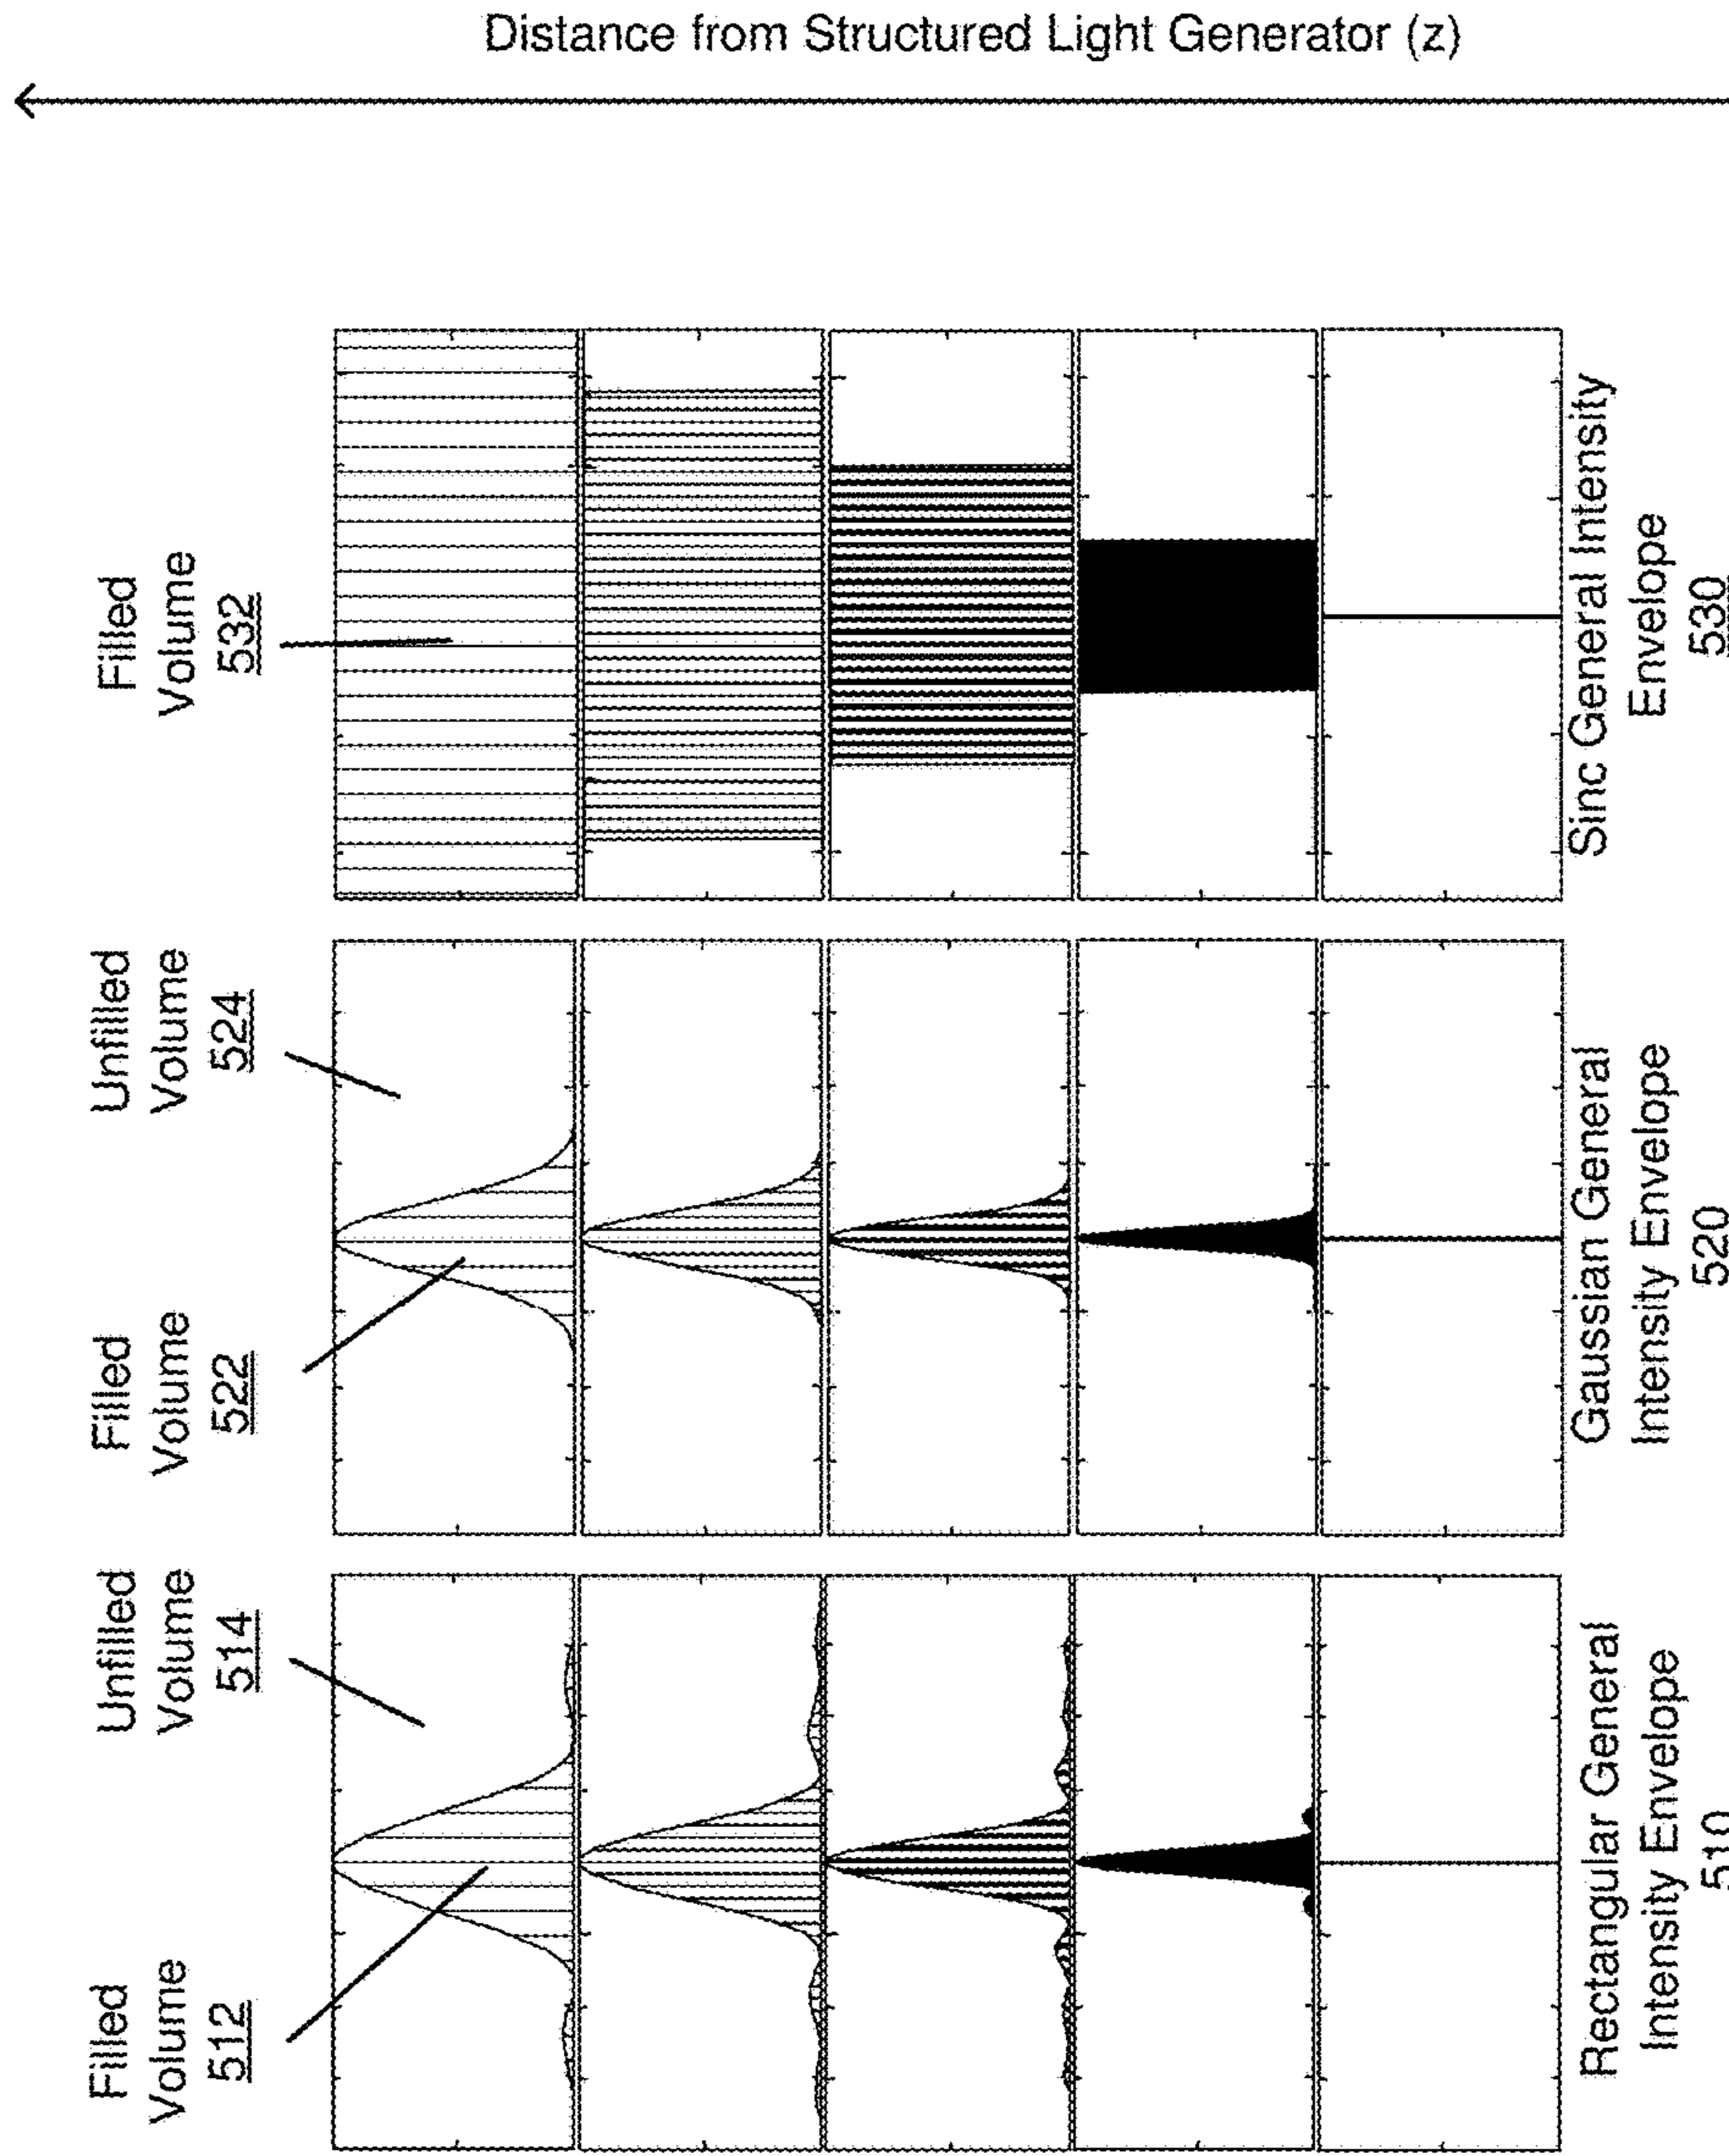 Filled
Volume
512
Unfilled
Volume
514
Filled
Volume
522
Unfilled
Volume
524
Filled
Volume
532
Distance from Structured Light Generator (z)
Rectangular General
Intensity Envelope
510
Gaussian General
Intensity Envelope
520
Sinc General Intensity
Envelope
530